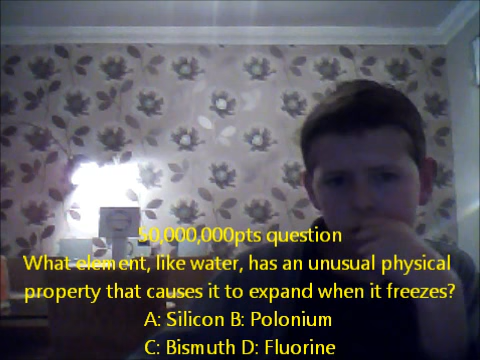 50,000,000pts question
What element, like water, has an unusual physical
property that causes it to expand when it freezes?
A: Silicon B: Polonium
C: Bismuth D: Fluorine